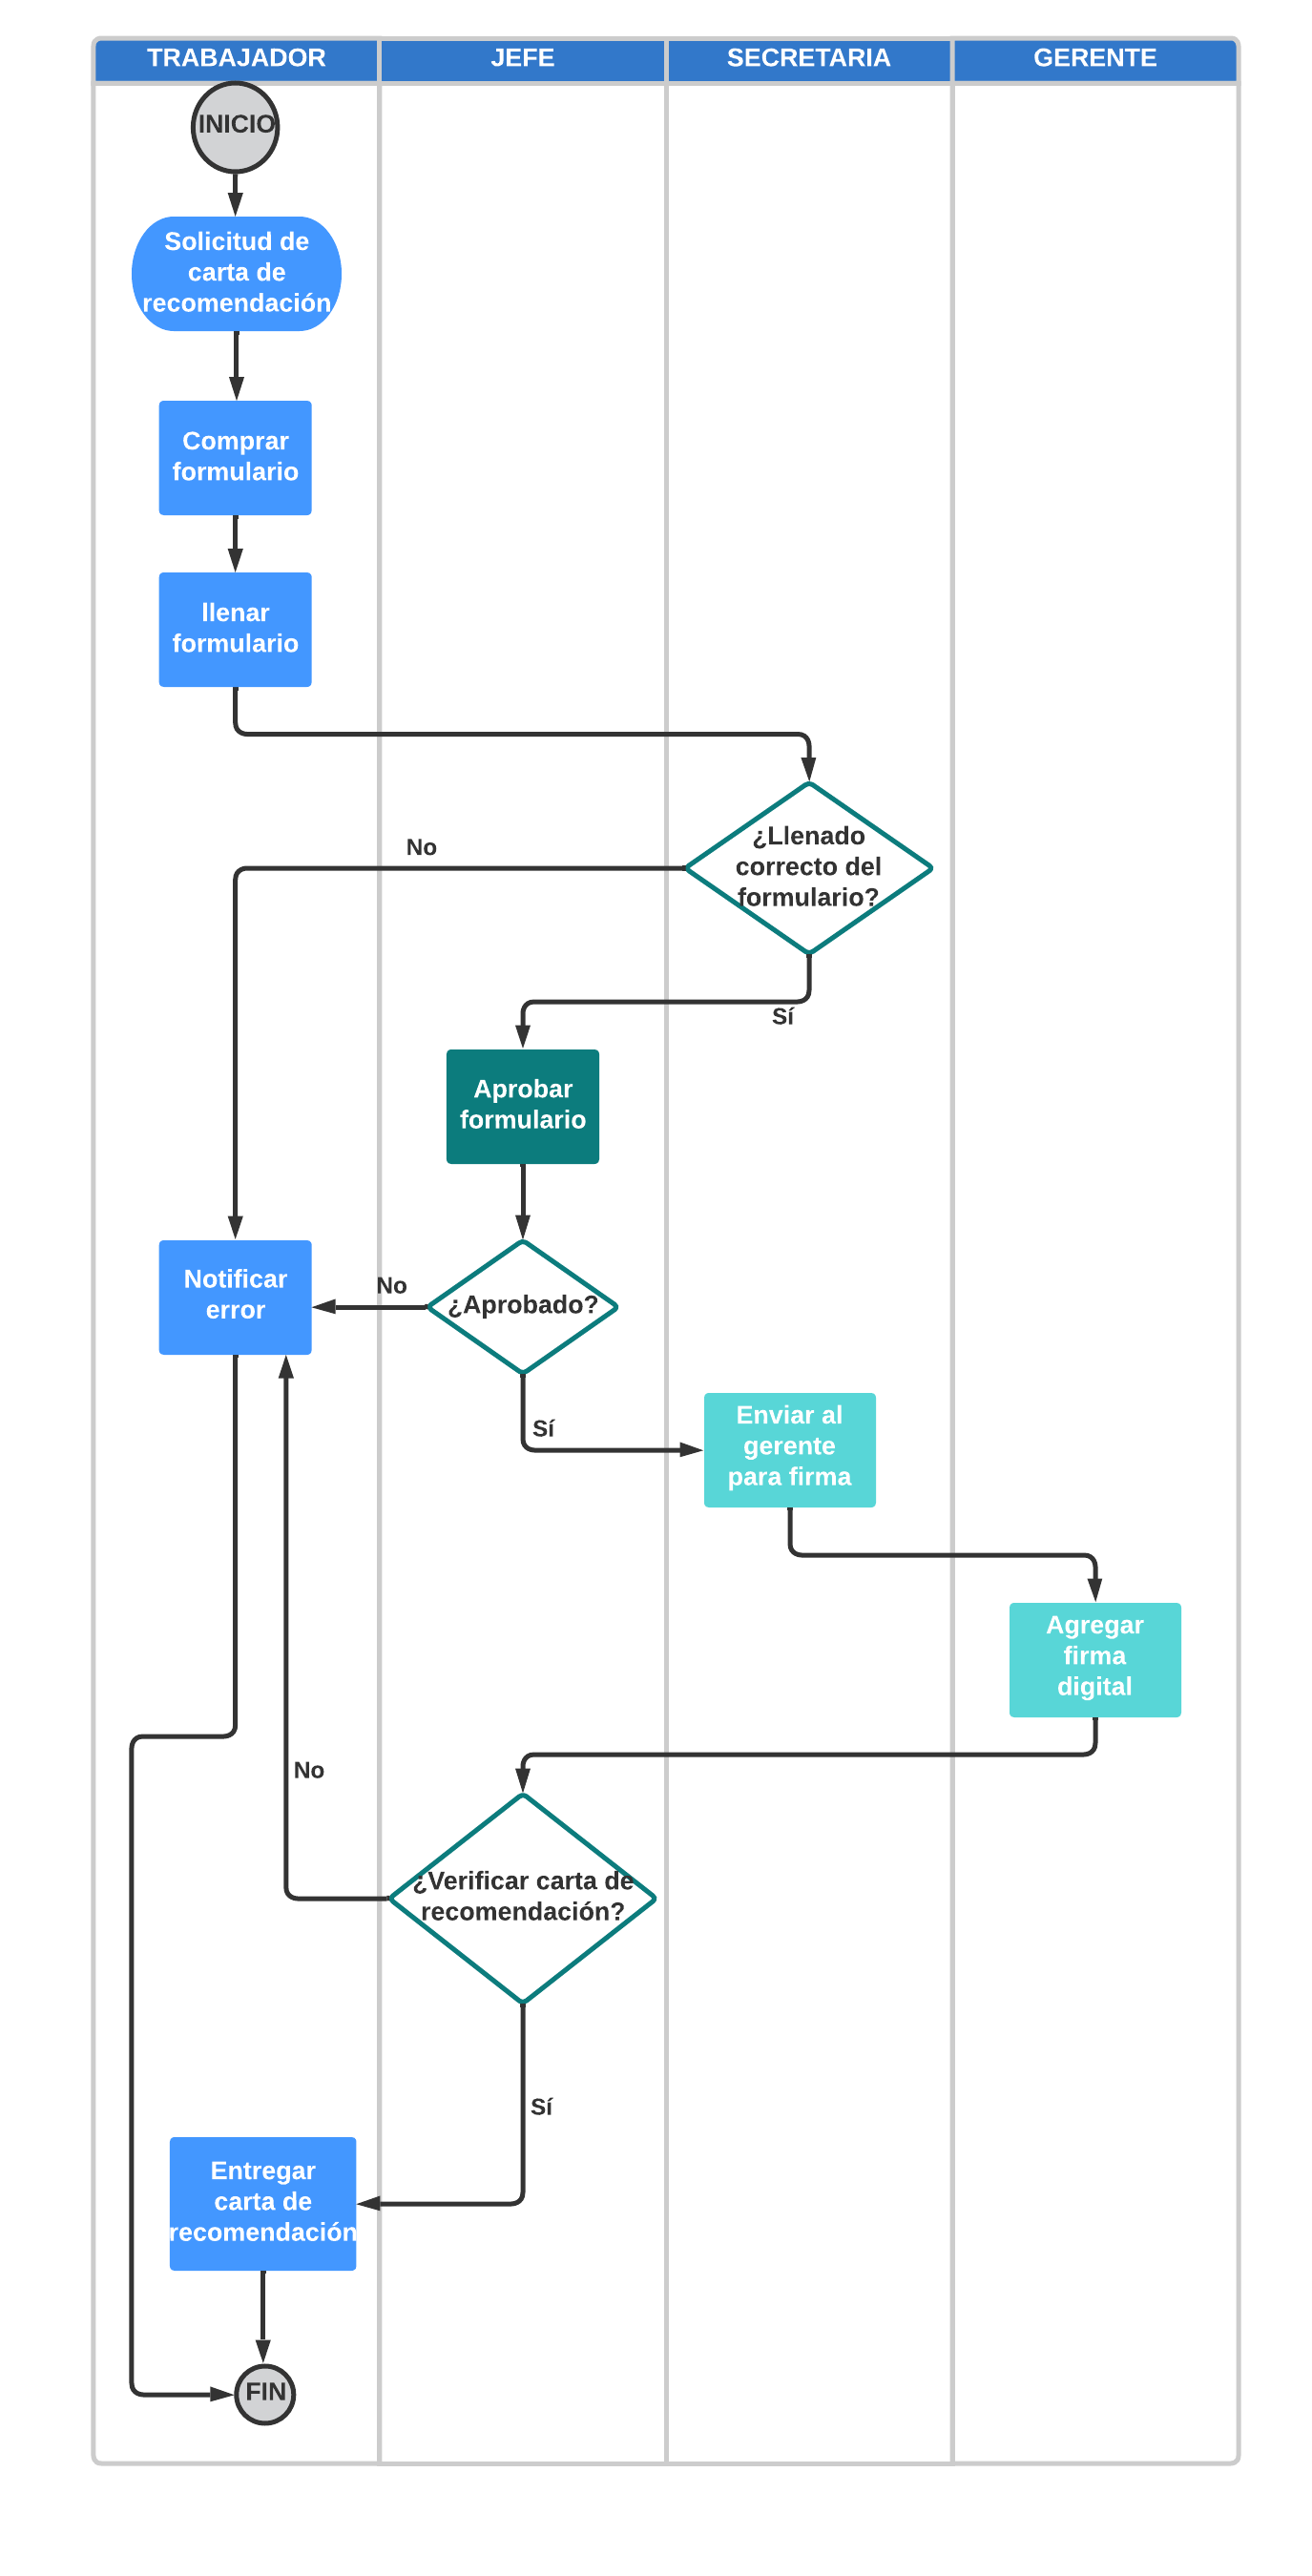 TRABAJADOR
JEFE
SECRETARIA
GERENTE
INICIO
Solicitud de
carta de
recomendación
Comprar
formulario
llenar
formulario
¿Llenado
correcto del
formulario?
No
Sí
Aprobar
formulario
¿Aprobado?
No
Notificar
error
Sí
Enviar al
gerente
para firma
Agregar
firma
digital
No
¿Verificar carta de
recomendación?
Sí
Entregar
carta de
recomendación
FIN